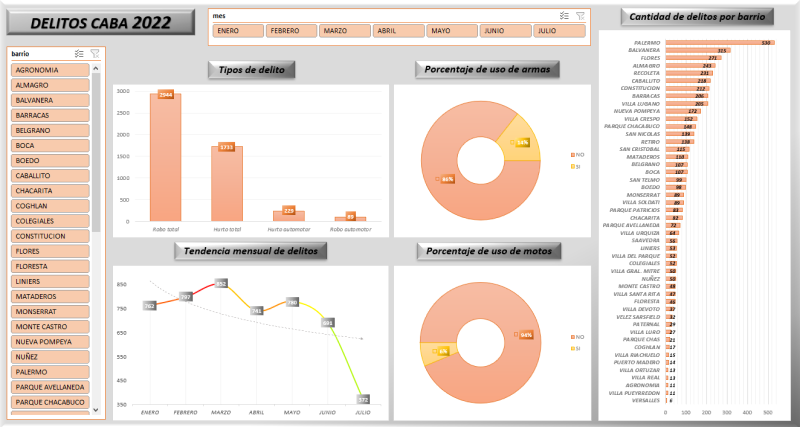 DELITOS CABA 2022
mes
ENERO FEBRERO MARZO ABRIL MAYO JUNIO JULIO
barrio
AGRONOMIA
ALMAGRO
BALVANERA
BARRACAS
BELGRANO
BOCA
BOEDO
CABALLITO
CHACARITA
COGHLAN
COLEGIALES
CONSTITUCION
FLORES
FLORESTA
LINIERS
MATADEROS
MONSERRAT
MONTE CASTRO
NUEVA POMPEYA
NUÑEZ
PALERMO
PARQUE AVELLANEDA
PARQUE CHACABUCO
Tipos de delito
3000
2500
2000
1500
1000
500
0
2944
1733
229
89
Robo total Hurto total Hurto automotor Robo automotor
Porcentaje de uso de armas
14%
86%
NO
SI
Tendencia mensual de delitos
850
750
650
550
450
350
762
797
852
741
780
691
372
ENERO FEBRERO MARZO ABRIL MAYO JUNIO JULIO
Porcentaje de uso de motos
94%
6%
NO
SI
Cantidad de delitos por barrio
PALERMO 530
BALVANERA 315
FLORES 271
ALMAGRO 243
RECOLETA 231
CABALLITO 218
CONSTITUCION 212
BARRACAS 206
VILLA LUGANO 205
NUEVA POMPEYA 172
VILLA CRESPO 152
PARQUE CHACABUCO 148
SAN NICOLAS 139
RETIRO 138
SAN CRISTOBAL 115
MATADEROS 110
BELGRANO 107
BOCA 107
SAN TELMO 99
BOEDO 98
MONSERRAT 89
VILLA SOLDATI 89
PARQUE PATRICIOS 83
CHACARITA 82
PARQUE AVELLANEDA 72
VILLA URQUIZA 64
SAAVEDRA 56
LINIERS 53
VILLA DEL PARQUE 52
COLEGIALES 52
VILLA GRAL. MITRE 50
NUÑEZ 50
MONTE CASTRO 48
VILLA SANTA RITA 47
FLORESTA 46
VILLA DEVOTO 37
VELEZ SARSFIELD 32
PATERNAL 29
VILLA LURO 27
PARQUE CHAS 21
COGHLAN 17
VILLA RIACHUELO 15
PUERTO MADERO 14
VILLA ORTUZAR 13
VILLA REAL 13
AGRONOMIA 11
VILLA PUEYRREDON 11
VERSALLES 6
0 100 200 300 400 500